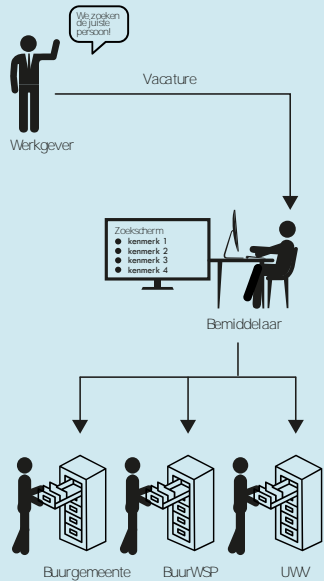 We zoeken
de juiste
persoon!
Vacature
Werkgever
Zoekscherm
● kenmerk 1
● kenmerk 2
● kenmerk 3
● kenmerk 4
Bemiddelaar
Buurgemeente BuurWSP UWV